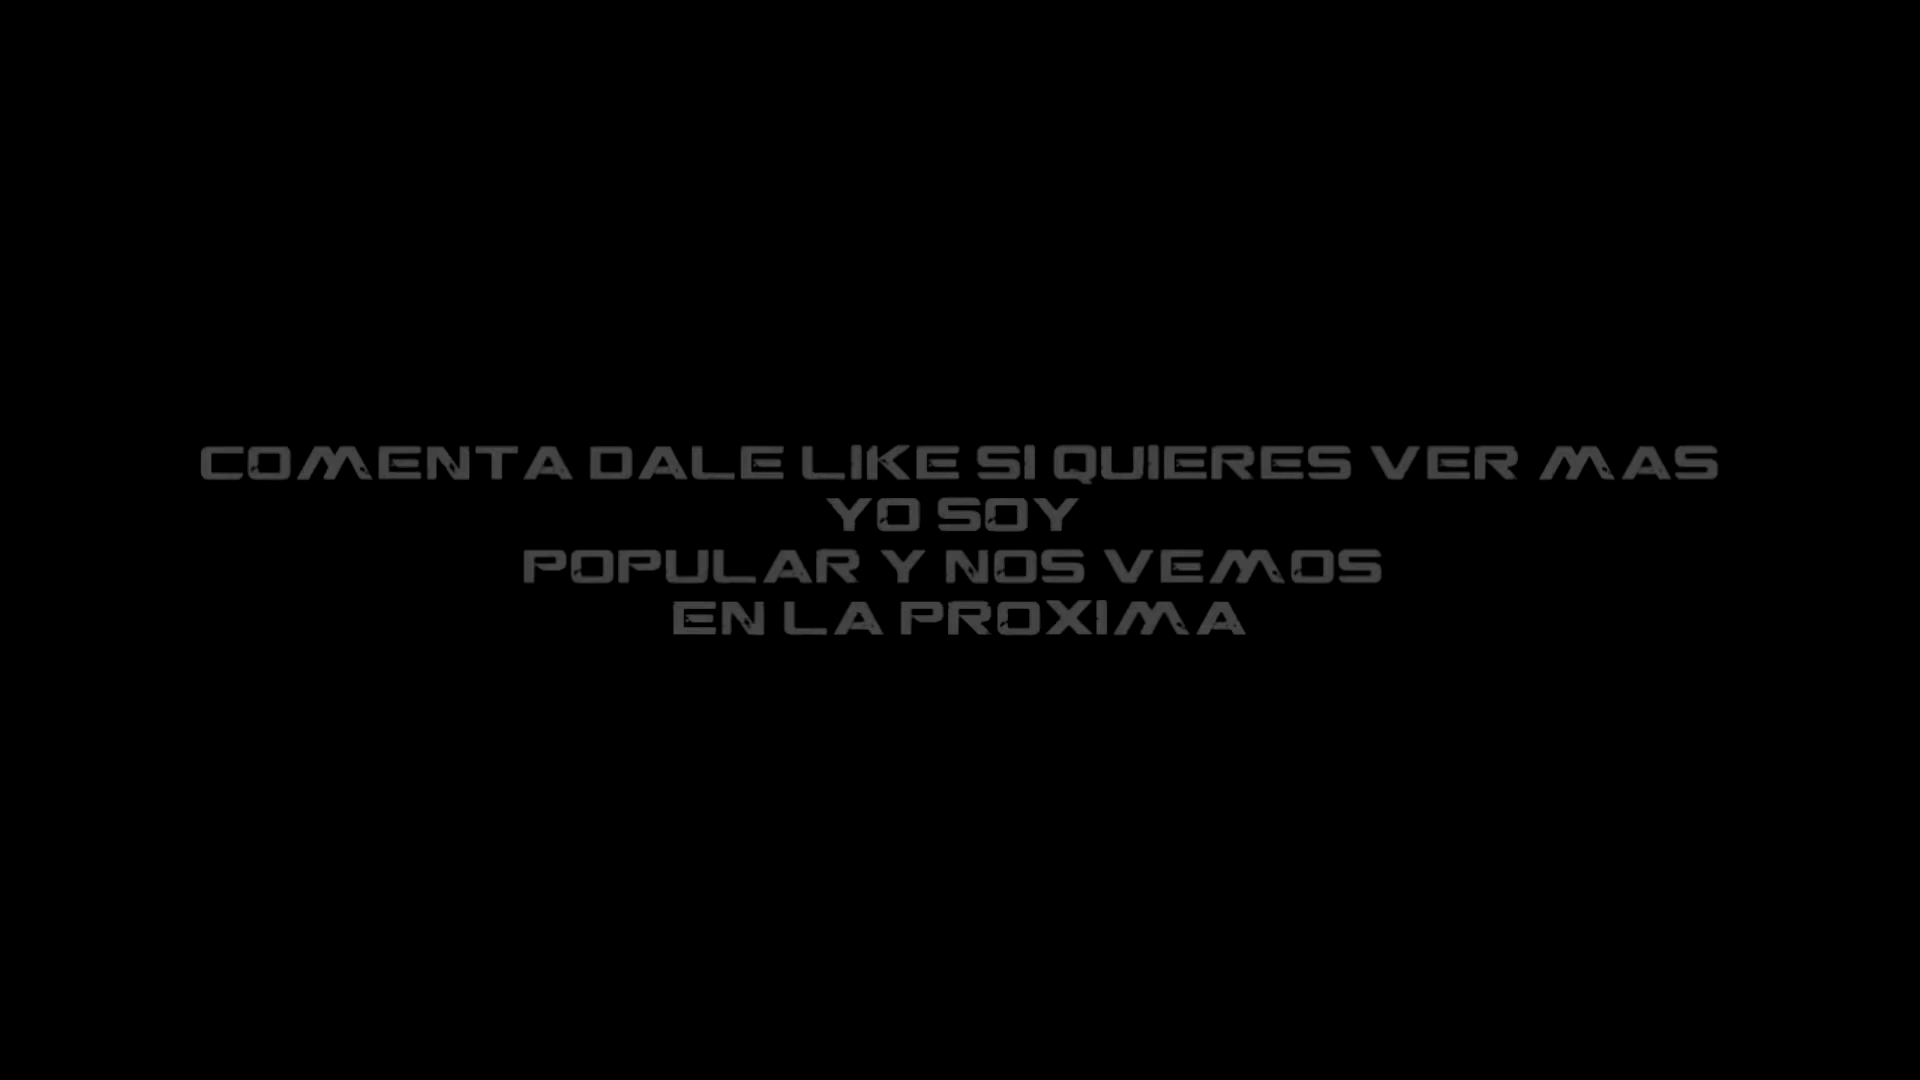 COMENTA DALE LIKE SI QUIERES VER MAS
YO SOY
POPULAR Y NOS VEMOS
EN LA PROXIMA